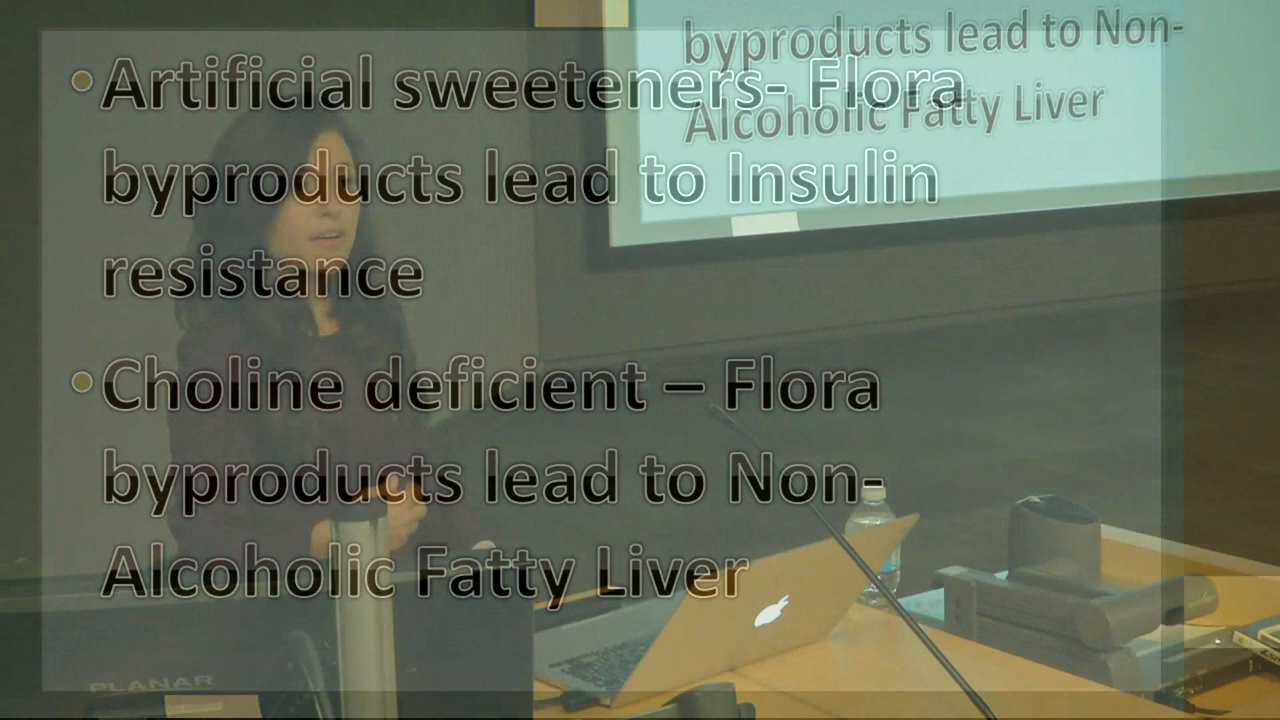 • Artificial sweeteners- Flora
byproducts lead to Insulin
resistance
• Choline deficient – Flora
byproducts lead to Non-
Alcoholic Fatty Liver
byproducts lead to Non-
Alcoholic Fatty Liver
PLANAR